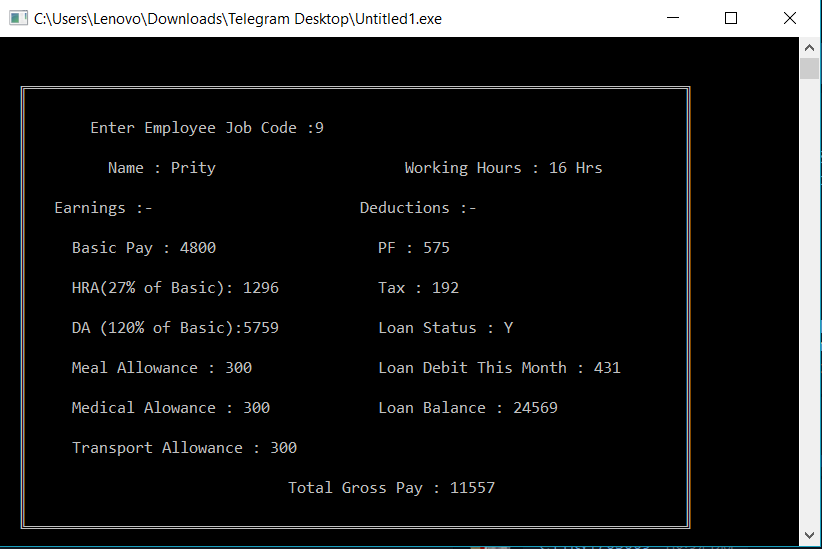 C:\Users\Lenovo\Downloads\Telegram Desktop\Untitled1.exe
Enter Employee Job Code :9
Name : Prity Working Hours : 16 Hrs
Earnings :- Deductions :-
Basic Pay : 4800 PF : 575
HRA(27% of Basic): 1296 Tax : 192
DA (120% of Basic):5759 Loan Status : Y
Meal Allowance : 300 Loan Debit This Month : 431
Medical Alowance : 300 Loan Balance : 24569
Transport Allowance : 300
Total Gross Pay : 11557